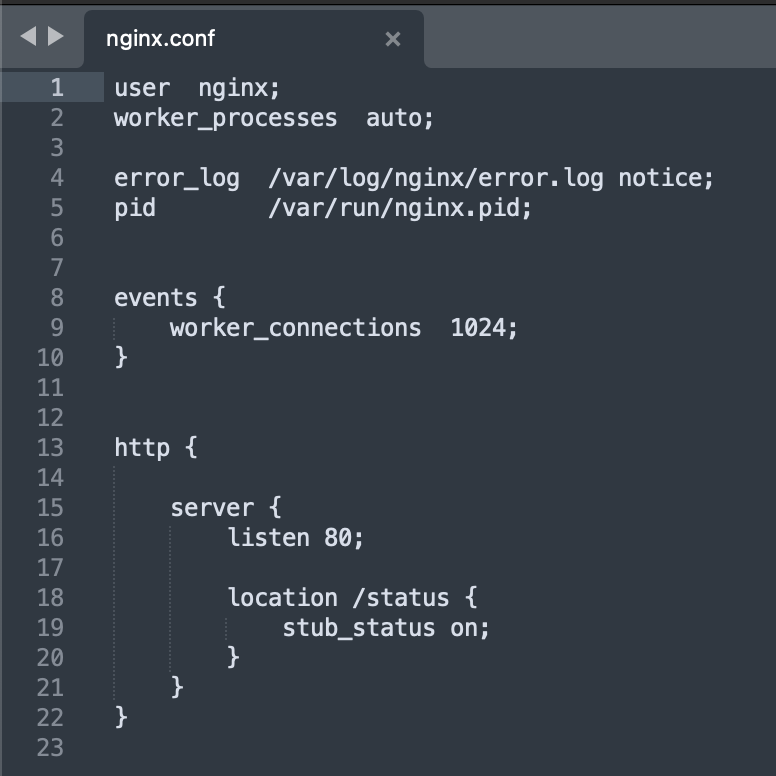 nginx.conf ×
1 user  nginx;
2 worker_processes  auto;
3
4 error_log  /var/log/nginx/error.log notice;
5 pid        /var/run/nginx.pid;
6
7
8 events {
9     worker_connections  1024;
10 }
11
12
13 http {
14
15     server {
16         listen 80;
17
18         location /status {
19             stub_status on;
20         }
21     }
22 }
23